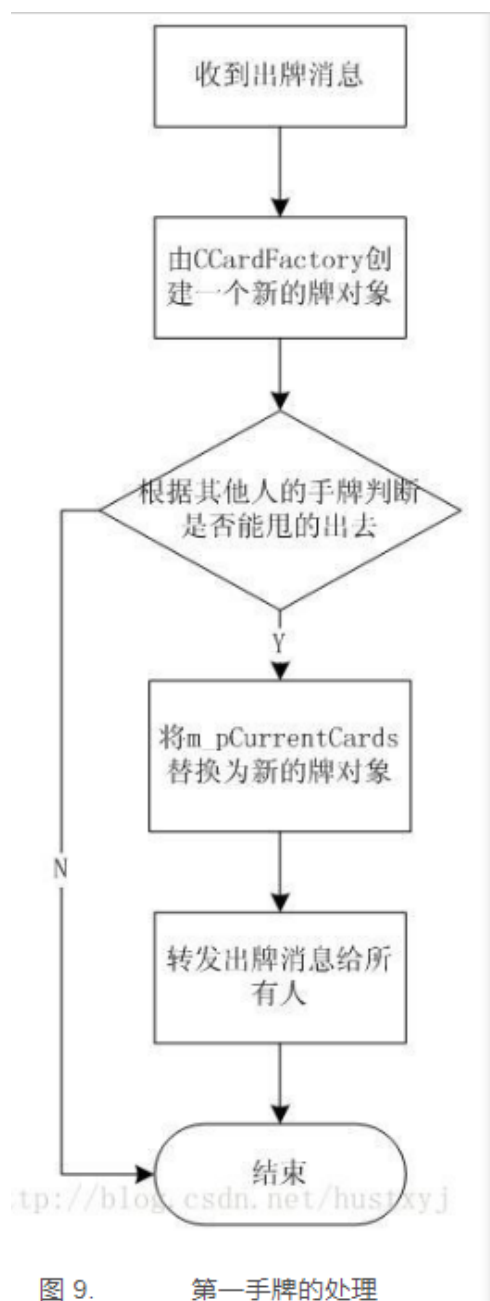 收到出牌消息
由CCardFactory创
建一个新的牌对象
根据其他人的手牌判断
是否能甩的出去
Y
将m_pCurrentCards
替换为新的牌对象
N
转发出牌消息给所
有人
结束
tp://blog.csdn.net/hustxyj
图 9. 第一手牌的处理